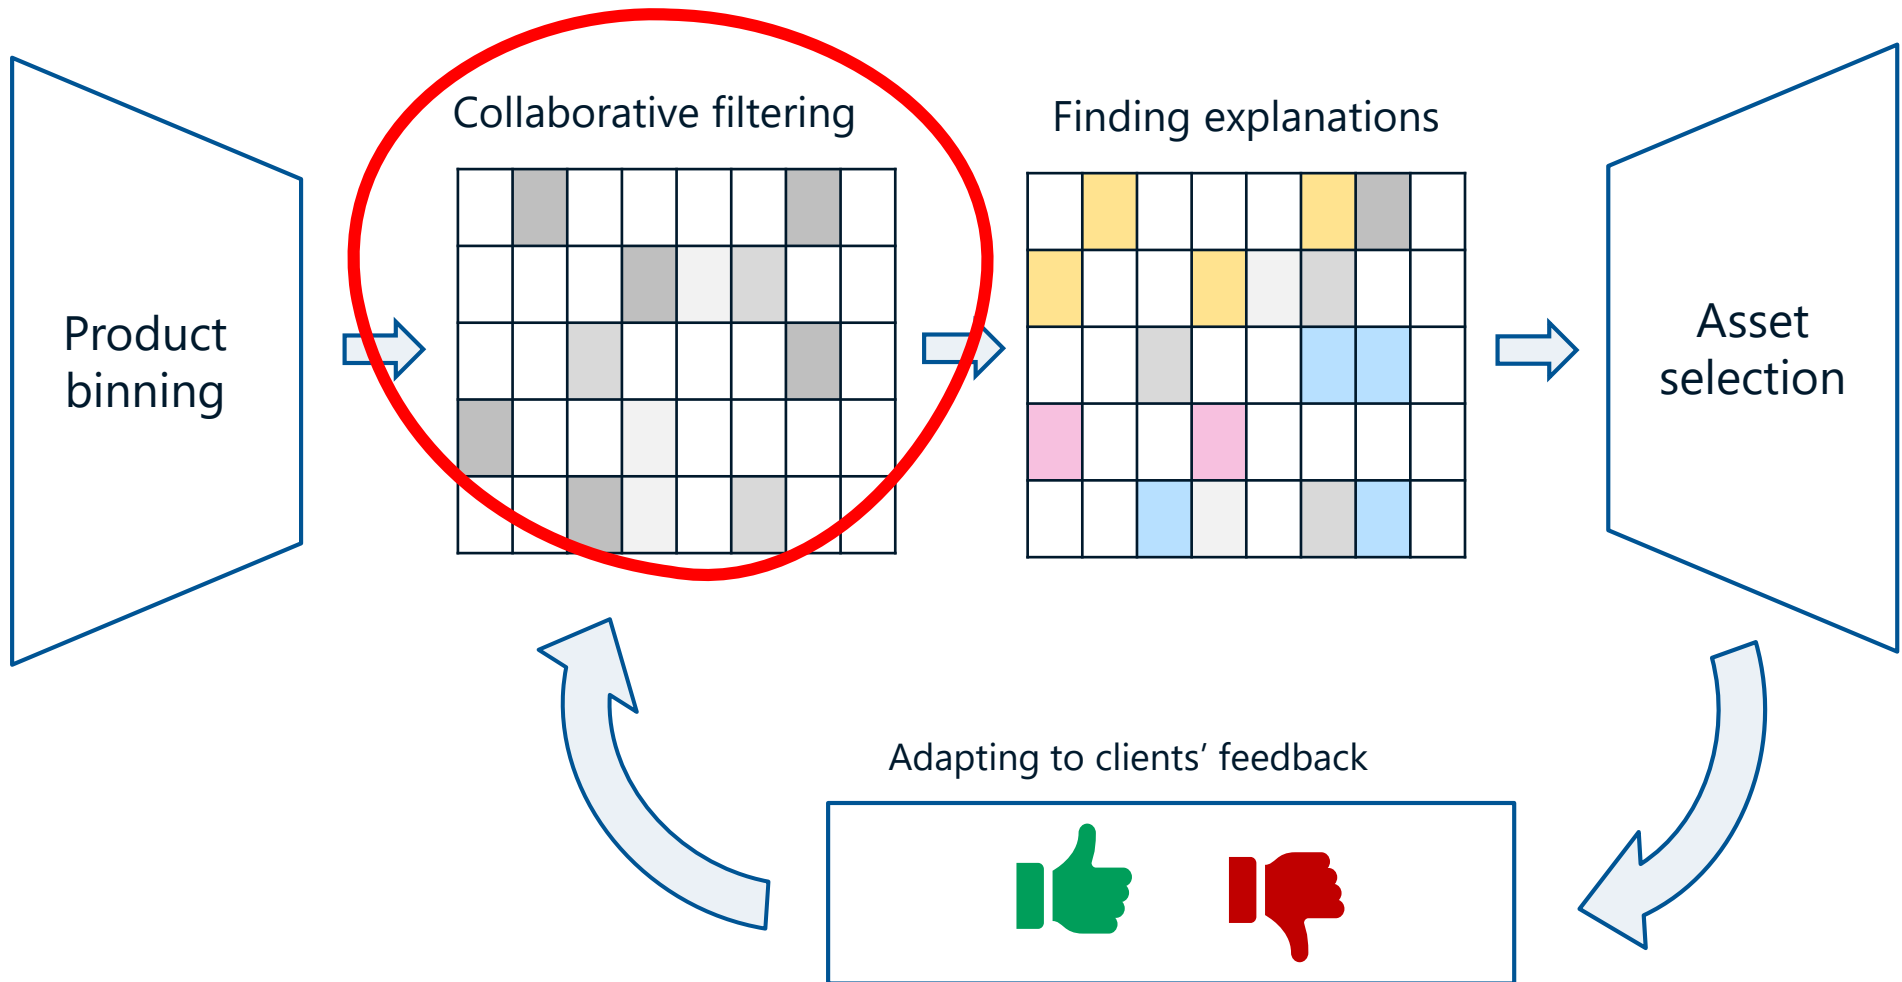 Collaborative filtering
Finding explanations
Product
binning
Asset
selection
Adapting to clients’ feedback